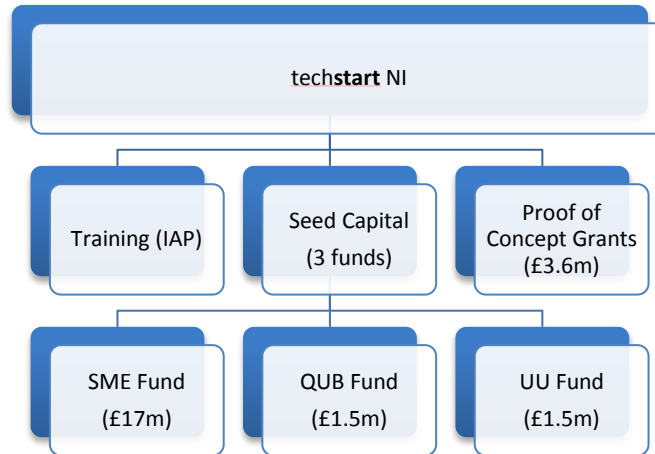 techstart NI
Training (IAP)
Seed Capital
(3 funds)
Proof of
Concept Grants
(£3.6m)
SME Fund
(£17m)
QUB Fund
(£1.5m)
UU Fund
(£1.5m)